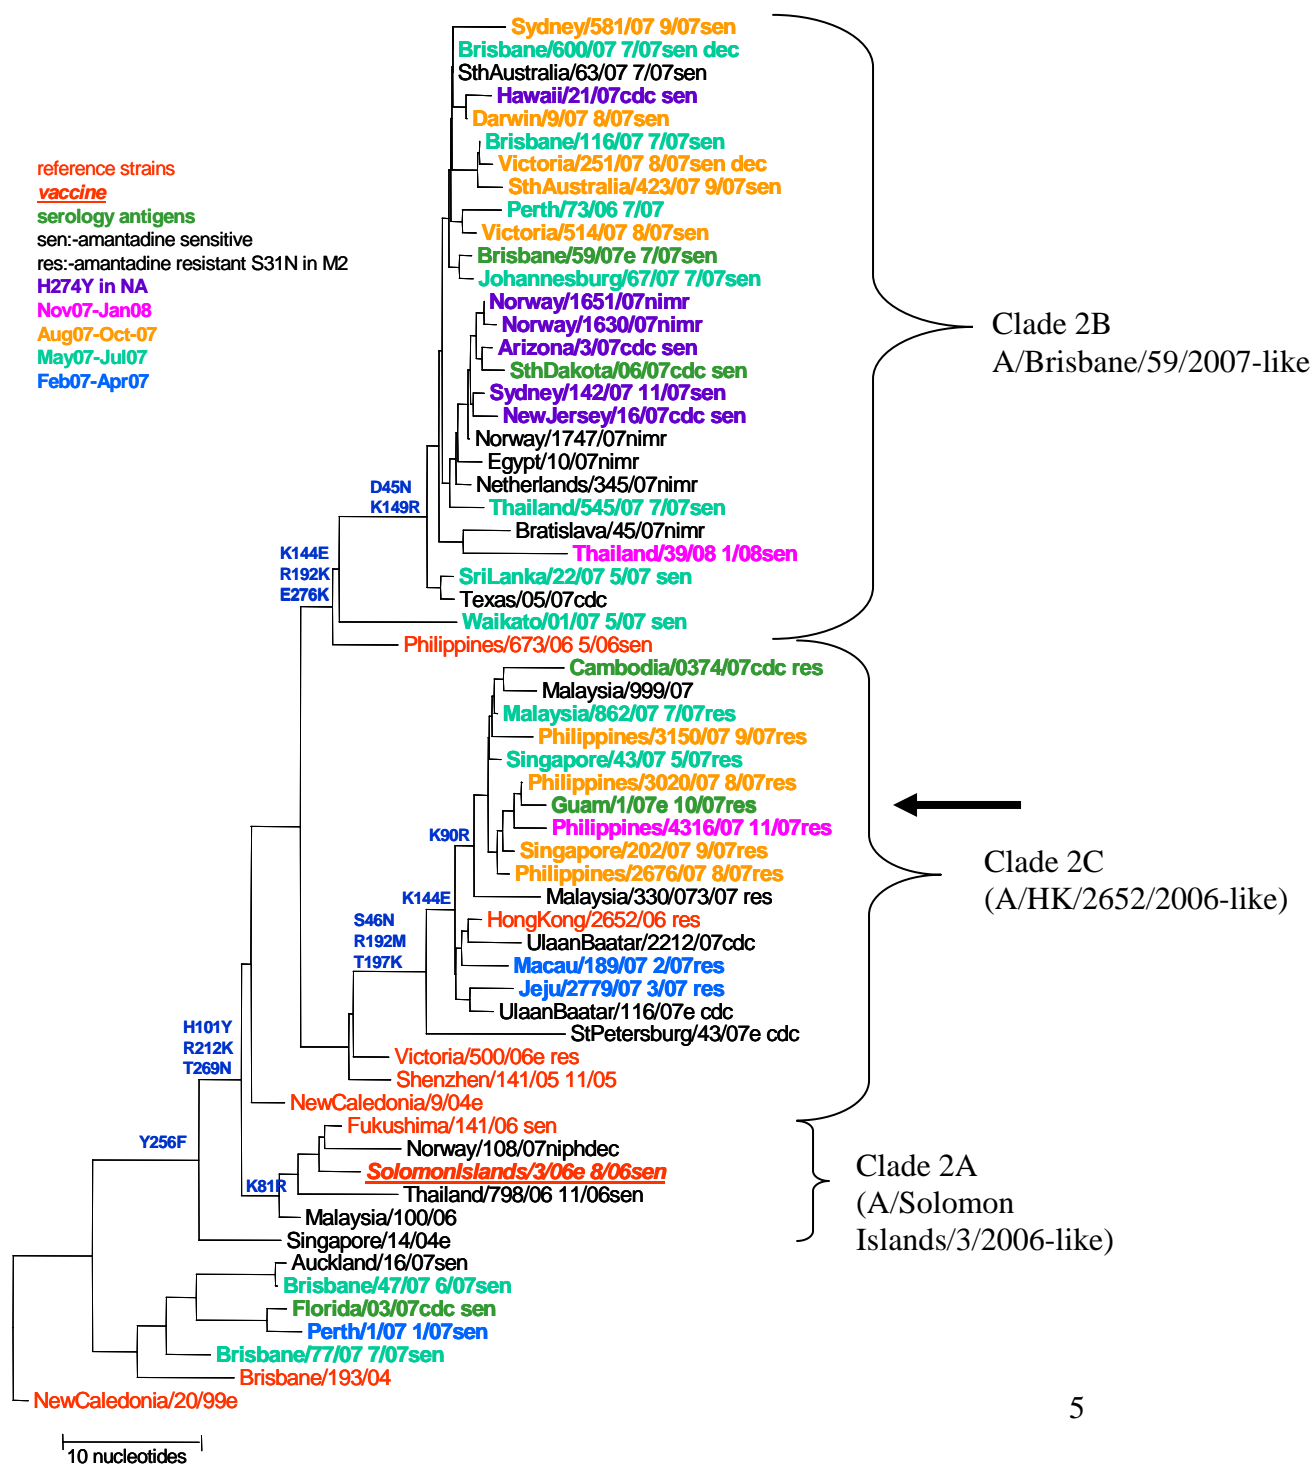 reference strains
vaccine
serology antigens
sen:-amantadine sensitive
res:-amantadine resistant S31N in M2
H274Y in NA
Nov07-Jan08
Aug07-Oct-07
May07-Jul07
Feb07-Apr07
Sydney/581/07 9/07sen
Brisbane/600/07 7/07sen dec
SthAustralia/63/07 7/07sen
Hawaii/21/07cdc sen
Darwin/9/07 8/07sen
Brisbane/116/07 7/07sen
Victoria/251/07 8/07sen dec
SthAustralia/423/07 9/07sen
Perth/73/06 7/07
Victoria/514/07 8/07sen
Brisbane/59/07e 7/07sen
Johannesburg/67/07 7/07sen
Norway/1651/07nimr
Norway/1630/07nimr
Arizona/3/07cdc sen
SthDakota/06/07cdc sen
Sydney/142/07 11/07sen
NewJersey/16/07cdc sen
Norway/1747/07nimr
Egypt/10/07nimr
Netherlands/345/07nimr
Thailand/545/07 7/07sen
Bratislava/45/07nimr
Thailand/39/08 1/08sen
SriLanka/22/07 5/07 sen
Texas/05/07cdc
Waikato/01/07 5/07 sen
Philippines/673/06 5/06sen
Cambodia/0374/07cdc res
Malaysia/999/07
Malaysia/862/07 7/07res
Philippines/3150/07 9/07res
Singapore/43/07 5/07res
Philippines/3020/07 8/07res
Guam/1/07e 10/07res
Philippines/4316/07 11/07res
Singapore/202/07 9/07res
Philippines/2676/07 8/07res
Malaysia/330/073/07 res
HongKong/2652/06 res
UlaanBaatar/2212/07cdc
Macau/189/07 2/07res
Jeju/2779/07 3/07 res
UlaanBaatar/116/07e cdc
StPetersburg/43/07e cdc
Victoria/500/06e res
Shenzhen/141/05 11/05
NewCaledonia/9/04e
Fukushima/141/06 sen
Norway/108/07niphdec
SolomonIslands/3/06e 8/06sen
Thailand/798/06 11/06sen
Malaysia/100/06
Singapore/14/04e
Auckland/16/07sen
Brisbane/47/07 6/07sen
Florida/03/07cdc sen
Perth/1/07 1/07sen
Brisbane/77/07 7/07sen
Brisbane/193/04
NewCaledonia/20/99e
D45N
K149R
K144E
R192K
E276K
K90R
K144E
S46N
R192M
T197K
H101Y
R212K
T269N
Y256F
K81R
Clade 2B
A/Brisbane/59/2007-like
Clade 2C
(A/HK/2652/2006-like)
Clade 2A
(A/Solomon
Islands/3/2006-like)
10 nucleotides
5